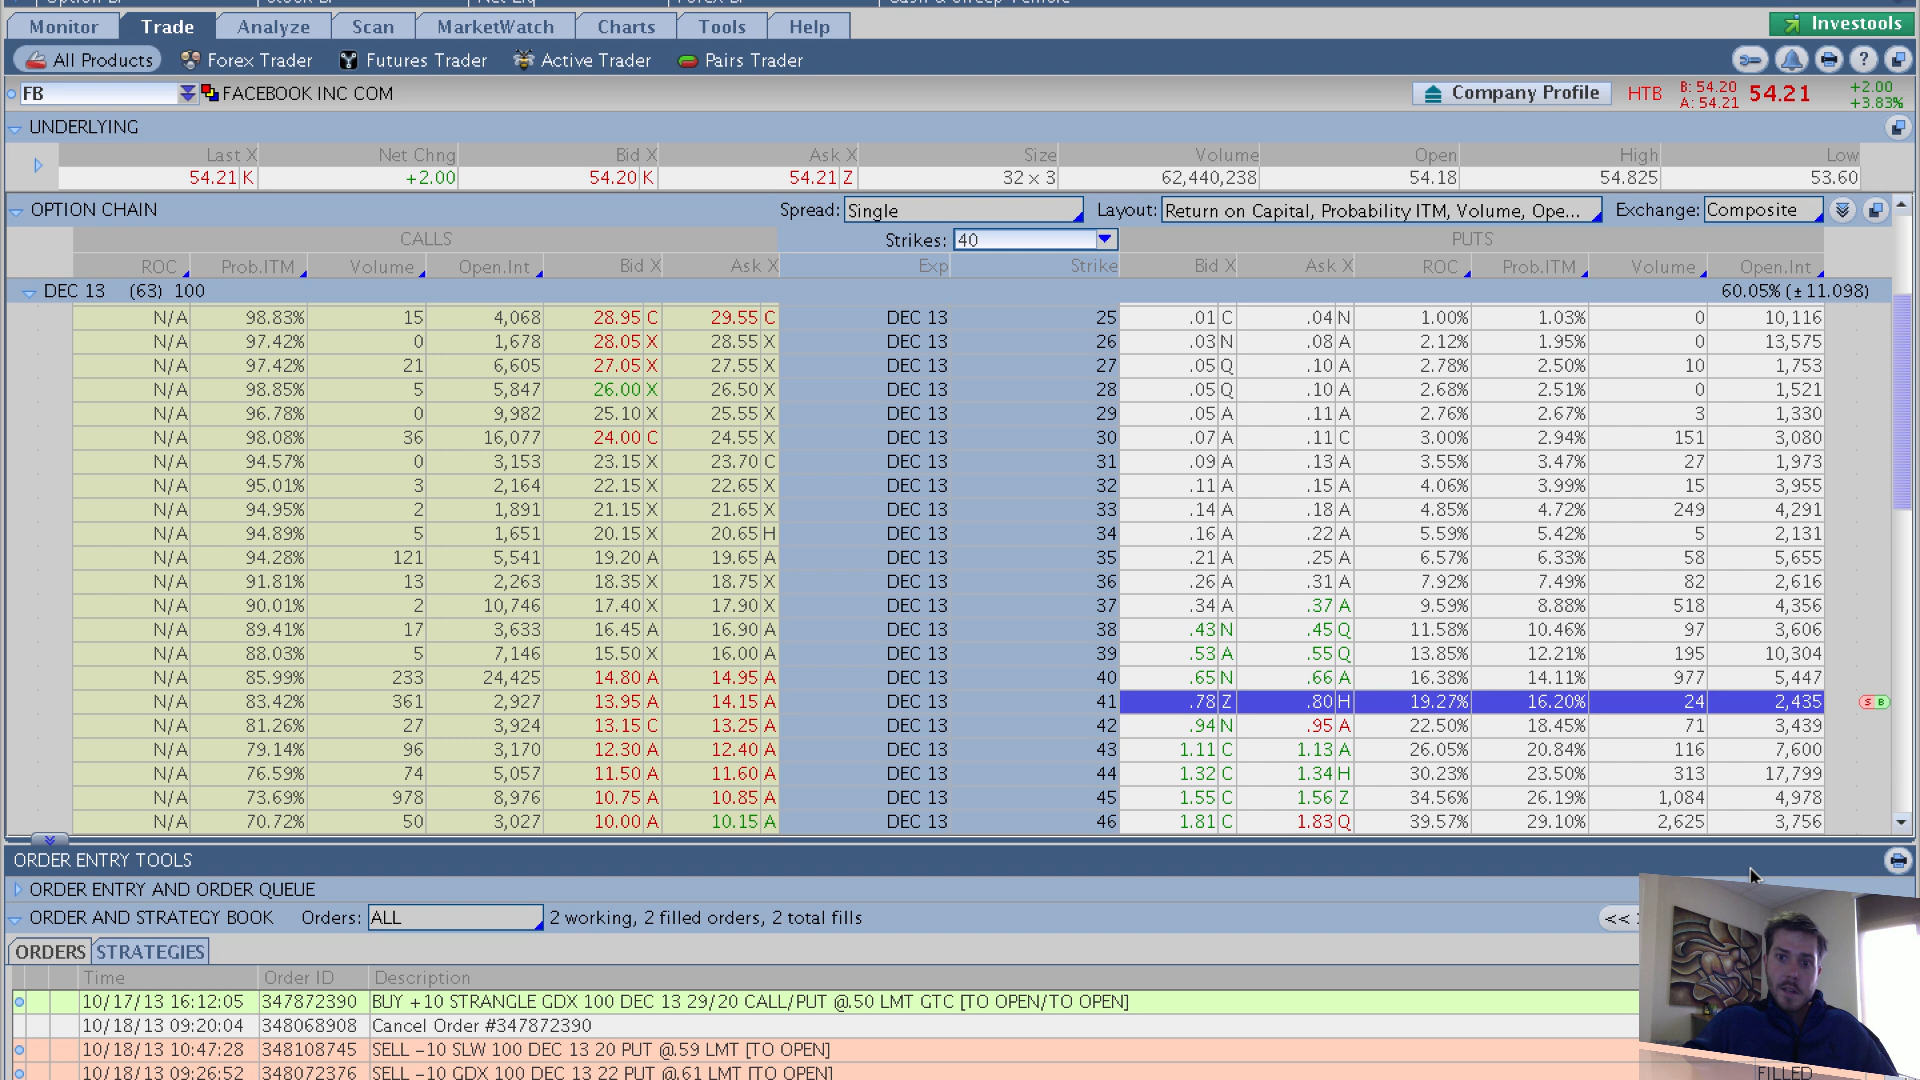 Monitor Trade Analyze Scan MarketWatch Charts Tools Help Investools
All Products Forex Trader Futures Trader Active Trader Pairs Trader ?
FB FACEBOOK INC COM Company Profile HTB B: 54.20 A: 54.21 54.21 +2.00 +3.83%
UNDERLYING
Last X Net Chng Bid X Ask X Size Volume Open High Low
54.21 K +2.00 54.20 K 54.21 Z 32 × 3 62,440,238 54.18 54.825 53.60
OPTION CHAIN Spread: Single Layout: Return on Capital, Probability ITM, Volume, Ope... Exchange: Composite
CALLS Strikes: 40 PUTS
ROC Prob.ITM Volume Open.Int Bid X Ask X Exp Strike Bid X Ask X ROC Prob.ITM Volume Open.Int
DEC 13 (63) 100 60.05% (±11.098)
N/A 98.83% 15 4,068 28.95 C 29.55 C DEC 13 25 .01 C .04 N 1.00% 1.03% 0 10,116
N/A 97.42% 0 1,678 28.05 X 28.55 X DEC 13 26 .03 N .08 A 2.12% 1.95% 0 13,575
N/A 97.42% 21 6,605 27.05 X 27.55 X DEC 13 27 .05 Q .10 A 2.78% 2.50% 10 1,753
N/A 98.85% 5 5,847 26.00 X 26.50 X DEC 13 28 .05 Q .10 A 2.68% 2.51% 0 1,521
N/A 96.78% 0 9,982 25.10 X 25.55 X DEC 13 29 .05 A .11 A 2.76% 2.67% 3 1,330
N/A 98.08% 36 16,077 24.00 C 24.55 X DEC 13 30 .07 A .11 C 3.00% 2.94% 151 3,080
N/A 94.57% 0 3,153 23.15 X 23.70 C DEC 13 31 .09 A .13 A 3.55% 3.47% 27 1,973
N/A 95.01% 3 2,164 22.15 X 22.65 X DEC 13 32 .11 A .15 A 4.06% 3.99% 15 3,955
N/A 94.95% 2 1,891 21.15 X 21.65 X DEC 13 33 .14 A .18 A 4.85% 4.72% 249 4,291
N/A 94.89% 5 1,651 20.15 X 20.65 H DEC 13 34 .16 A .22 A 5.59% 5.42% 5 2,131
N/A 94.28% 121 5,541 19.20 A 19.65 A DEC 13 35 .21 A .25 A 6.57% 6.33% 58 5,655
N/A 91.81% 13 2,263 18.35 X 18.75 X DEC 13 36 .26 A .31 A 7.92% 7.49% 82 2,616
N/A 90.01% 2 10,746 17.40 X 17.90 X DEC 13 37 .34 A .37 A 9.59% 8.88% 518 4,356
N/A 89.41% 17 3,633 16.45 A 16.90 A DEC 13 38 .43 N .45 Q 11.58% 10.46% 97 3,606
N/A 88.03% 5 7,146 15.50 X 16.00 A DEC 13 39 .53 A .55 Q 13.85% 12.21% 195 10,304
N/A 85.99% 233 24,425 14.80 A 14.95 A DEC 13 40 .65 N .66 A 16.38% 14.11% 977 5,447
N/A 83.42% 361 2,927 13.95 A 14.15 A DEC 13 41 .78 Z .80 H 19.27% 16.20% 24 2,435 S B
N/A 81.26% 27 3,924 13.15 C 13.25 A DEC 13 42 .94 N .95 A 22.50% 18.45% 71 3,439
N/A 79.14% 96 3,170 12.30 A 12.40 A DEC 13 43 1.11 C 1.13 A 26.05% 20.84% 116 7,600
N/A 76.59% 74 5,057 11.50 A 11.60 A DEC 13 44 1.32 C 1.34 H 30.23% 23.50% 313 17,799
N/A 73.69% 978 8,976 10.75 A 10.85 A DEC 13 45 1.55 C 1.56 Z 34.56% 26.19% 1,084 4,978
N/A 70.72% 50 3,027 10.00 A 10.15 A DEC 13 46 1.81 C 1.83 Q 39.57% 29.10% 2,625 3,756
ORDER ENTRY TOOLS
ORDER ENTRY AND ORDER QUEUE
ORDER AND STRATEGY BOOK Orders: ALL 2 working, 2 filled orders, 2 total fills <<
ORDERS STRATEGIES
Time Order ID Description
10/17/13 16:12:05 347872390 BUY +10 STRANGLE GDX 100 DEC 13 29/20 CALL/PUT @.50 LMT GTC [TO OPEN/TO OPEN]
10/18/13 09:20:04 348068908 Cancel Order #347872390
10/18/13 10:47:28 348108745 SELL -10 SLW 100 DEC 13 20 PUT @.59 LMT [TO OPEN]
10/18/13 09:26:52 348072376 SELL -10 GDX 100 DEC 13 22 PUT @.61 LMT [TO OPEN] FILLED